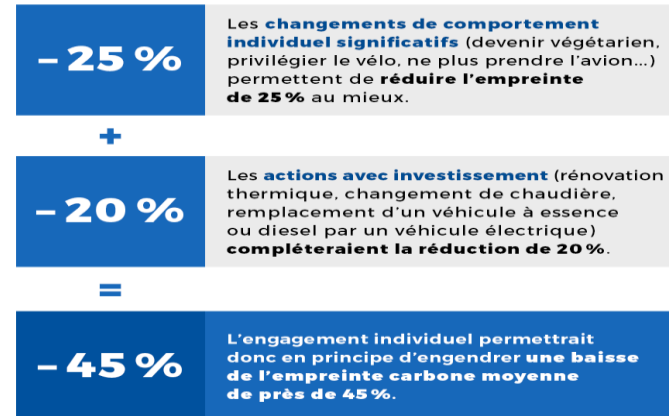 – 25 %
Les changements de comportement
individuel significatifs (devenir végétarien,
privilégier le vélo, ne plus prendre l'avion...)
permettent de réduire l'empreinte
de 25 % au mieux.
+
– 20 %
Les actions avec investissement (rénovation
thermique, changement de chaudière,
remplacement d'un véhicule à essence
ou diesel par un véhicule électrique)
compléteraient la réduction de 20 %.
=
– 45 %
L'engagement individuel permettrait
donc en principe d'engendrer une baisse
de l'empreinte carbone moyenne
de près de 45 %.